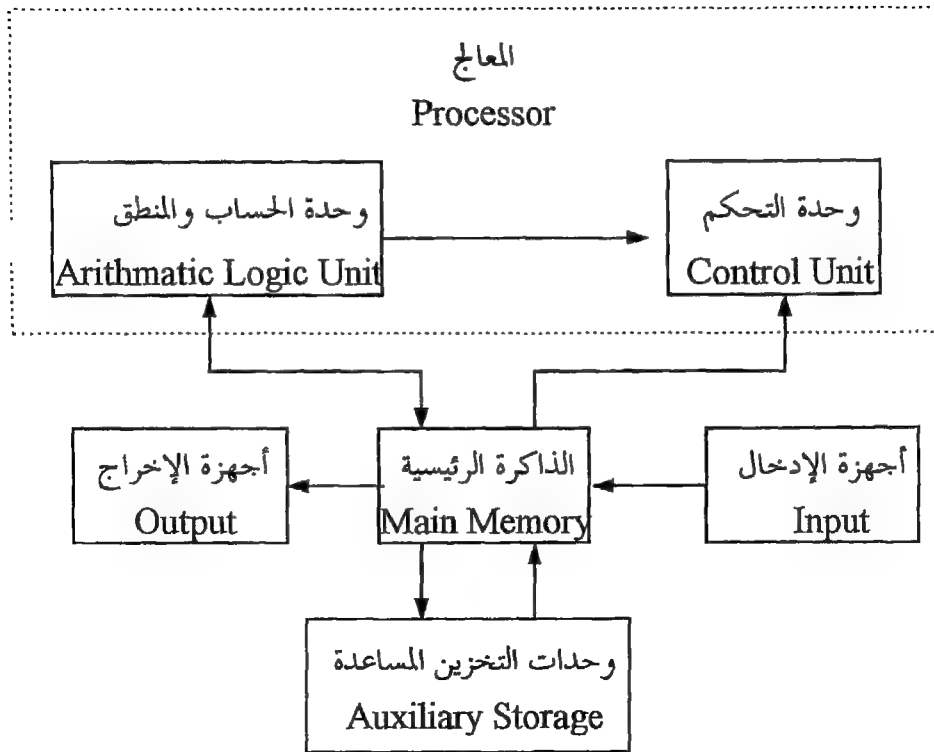 المعالج
Processor
وحدة الحساب والمنطق
Arithmatic Logic Unit
وحدة التحكم
Control Unit
أجهزة الإخراج
Output
الذاكرة الرئيسية
Main Memory
أجهزة الإدخال
Input
وحدات التخزين المساعدة
Auxiliary Storage